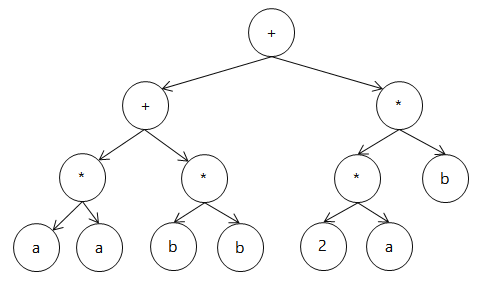 +
+ *
* * * b
a a b b 2 a